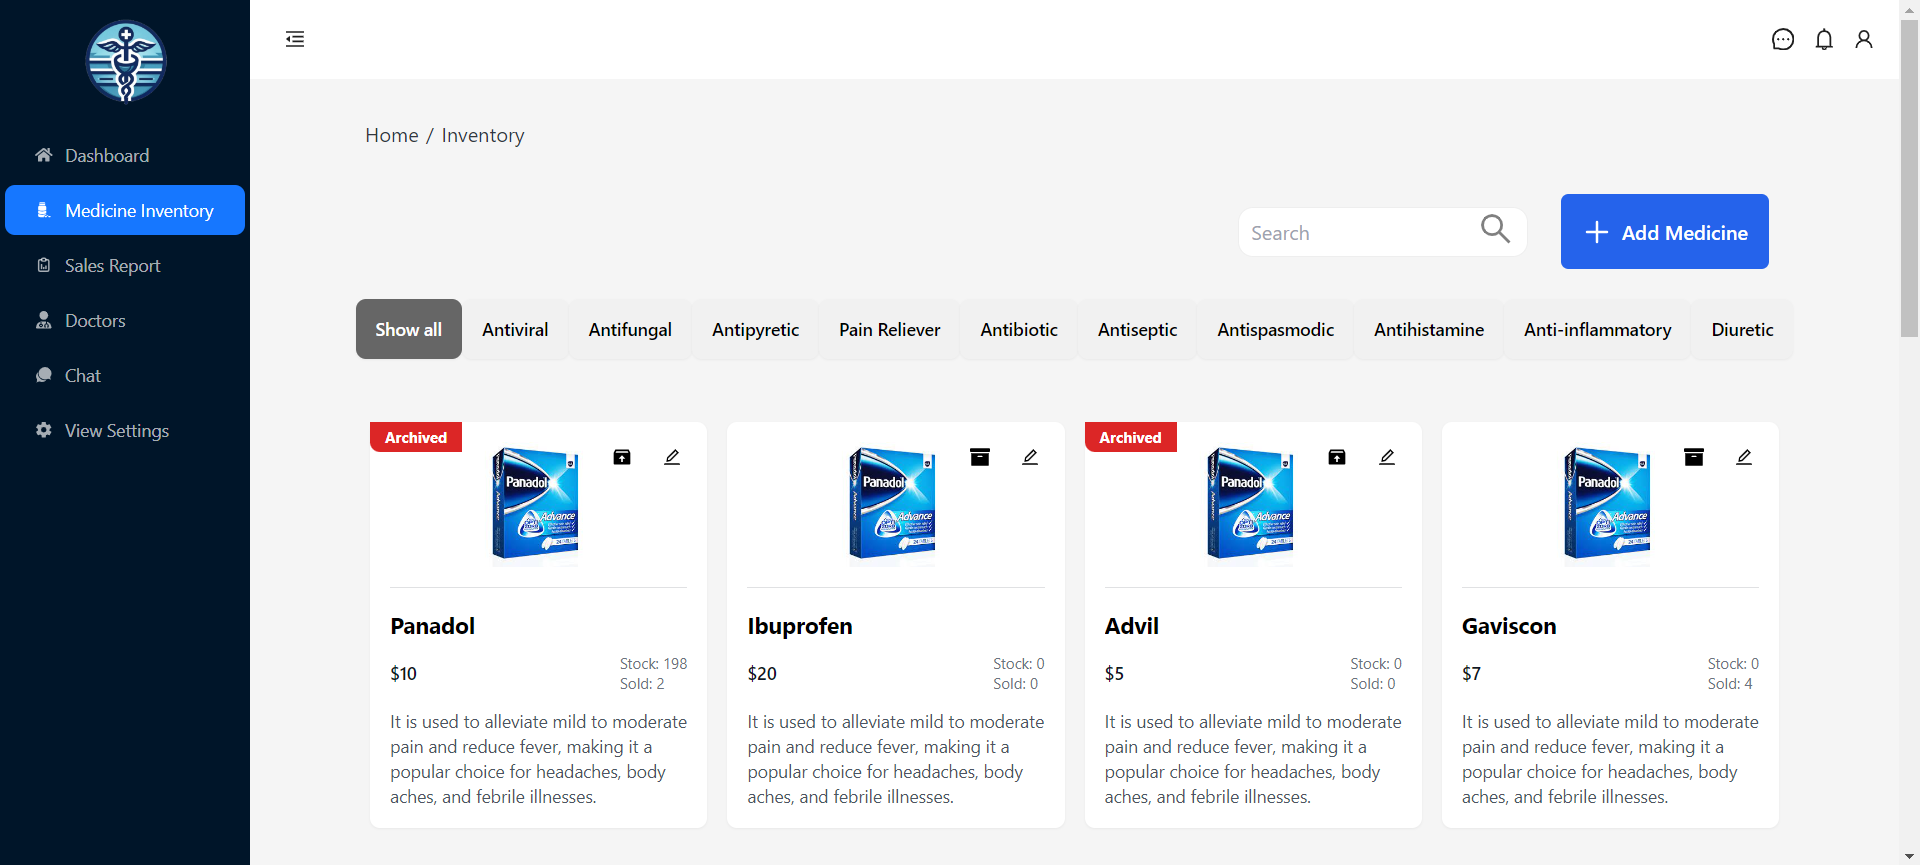 Dashboard
Medicine Inventory
Sales Report
Doctors
Chat
View Settings
Home / Inventory
Search
Add Medicine
Show all
Antiviral
Antifungal
Antipyretic
Pain Reliever
Antibiotic
Antiseptic
Antispasmodic
Antihistamine
Anti-inflammatory
Diuretic
Archived
Panadol
Advance
Panadol
$10
Stock: 198
Sold: 2
It is used to alleviate mild to moderate
pain and reduce fever, making it a
popular choice for headaches, body
aches, and febrile illnesses.
Panadol
Advance
Ibuprofen
$20
Stock: 0
Sold: 0
It is used to alleviate mild to moderate
pain and reduce fever, making it a
popular choice for headaches, body
aches, and febrile illnesses.
Archived
Panadol
Advance
Advil
$5
Stock: 0
Sold: 0
It is used to alleviate mild to moderate
pain and reduce fever, making it a
popular choice for headaches, body
aches, and febrile illnesses.
Panadol
Advance
Gaviscon
$7
Stock: 0
Sold: 4
It is used to alleviate mild to moderate
pain and reduce fever, making it a
popular choice for headaches, body
aches, and febrile illnesses.